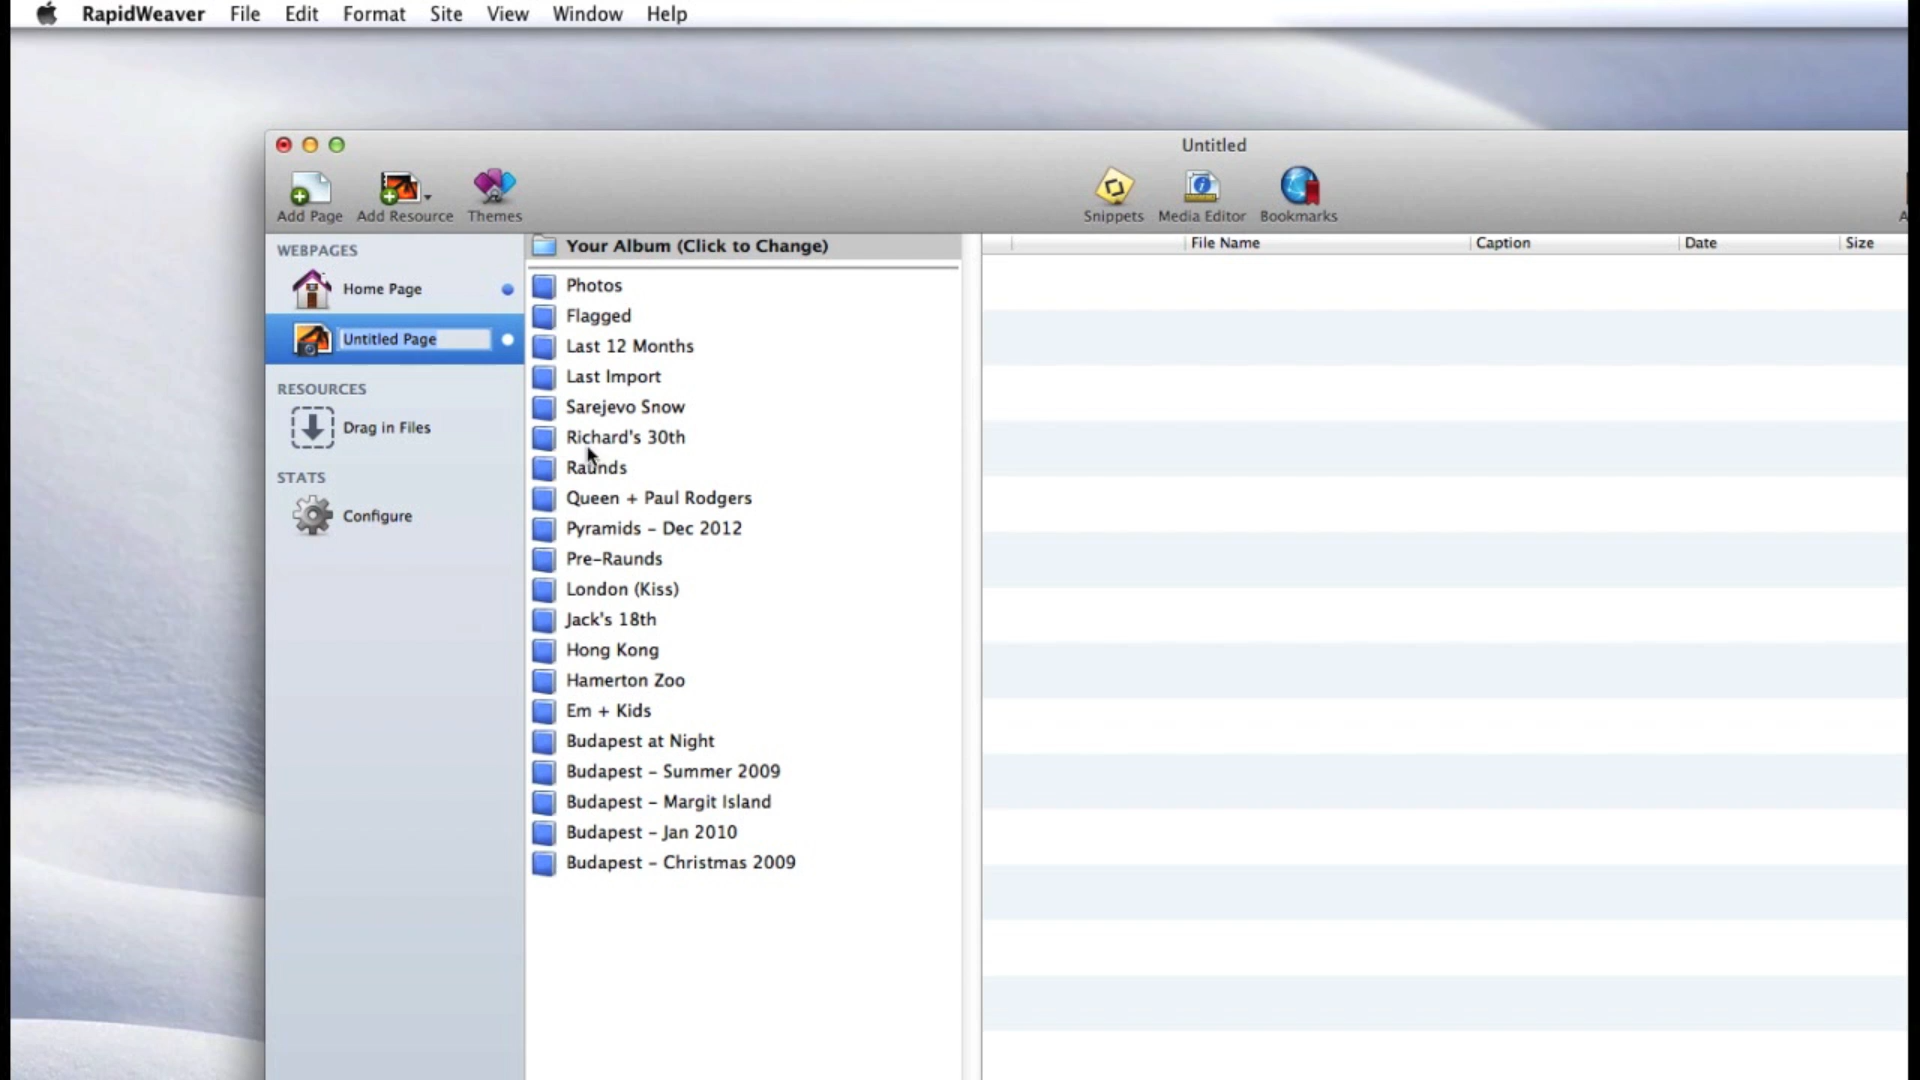 RapidWeaver File Edit Format Site View Window Help
Untitled
Add Page Add Resource Themes Snippets Media Editor Bookmarks
WEBPAGES
Home Page
Untitled Page
RESOURCES
Drag in Files
STATS
Configure
Your Album (Click to Change)
Photos
Flagged
Last 12 Months
Last Import
Sarejevo Snow
Richard's 30th
Raunds
Queen + Paul Rodgers
Pyramids - Dec 2012
Pre-Raunds
London (Kiss)
Jack's 18th
Hong Kong
Hamerton Zoo
Em + Kids
Budapest at Night
Budapest - Summer 2009
Budapest - Margit Island
Budapest - Jan 2010
Budapest - Christmas 2009
File Name Caption Date Size